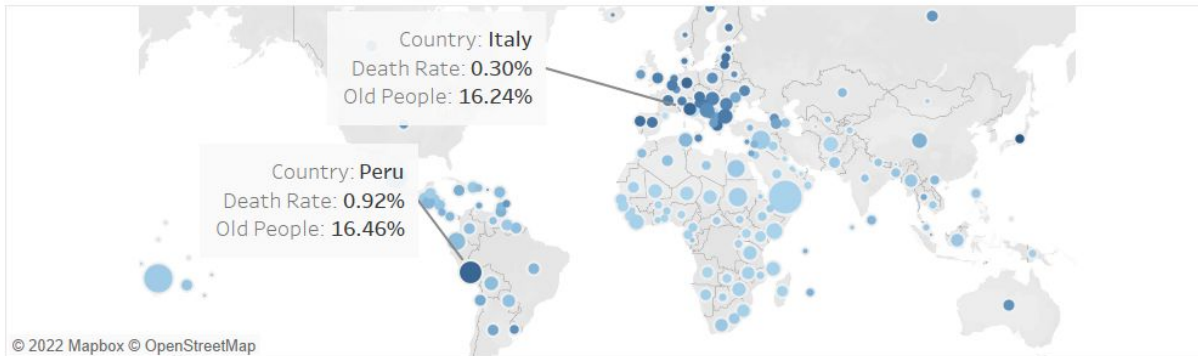 Country: Italy
Death Rate: 0.30%
Old People: 16.24%
Country: Peru
Death Rate: 0.92%
Old People: 16.46%
© 2022 Mapbox © OpenStreetMap